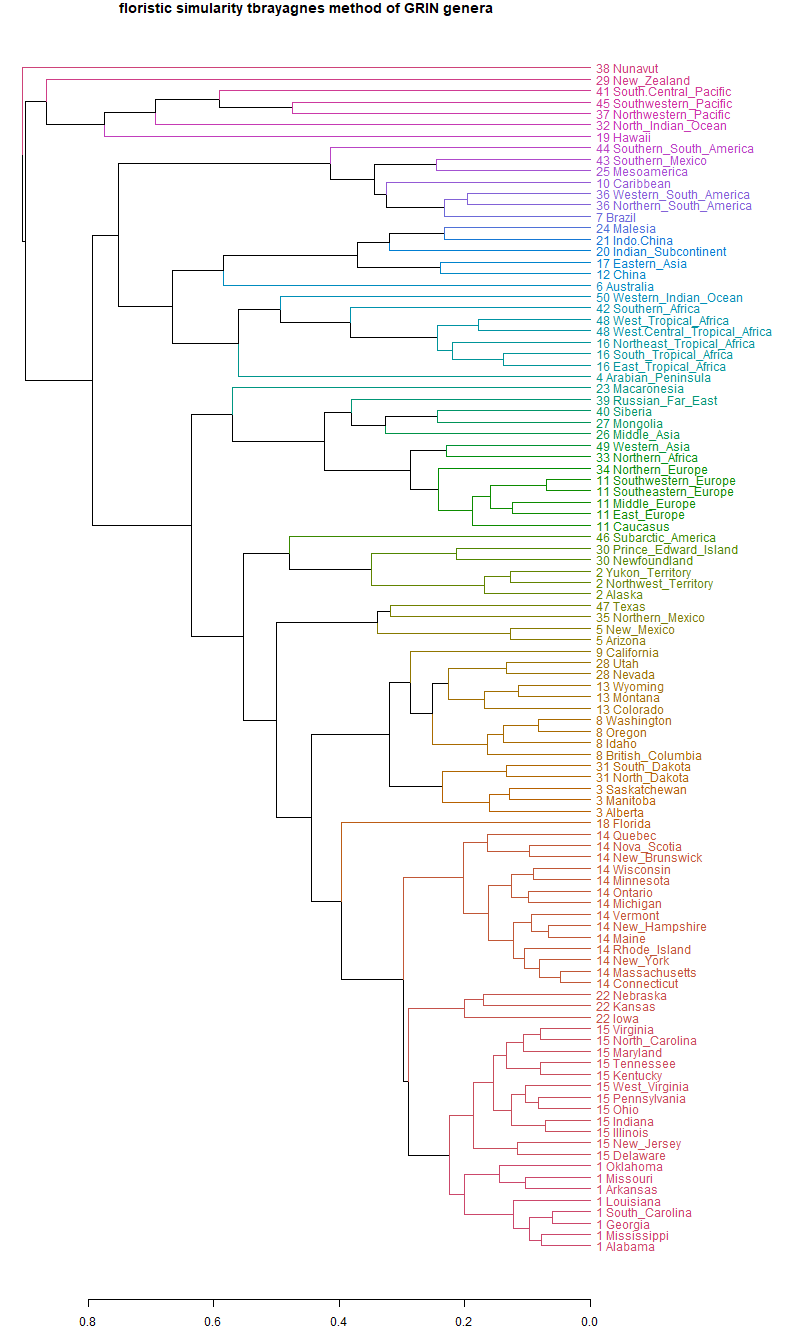 floristic simularity tbrayagnes method of GRIN genera
38 Nunavut
29 New_Zealand
41 South.Central_Pacific
45 Southwestern_Pacific
37 Northwestern_Pacific
32 North_Indian_Ocean
19 Hawaii
44 Southern_South_America
43 Southern_Mexico
25 Mesoamerica
10 Caribbean
36 Western_South_America
36 Northern_South_America
7 Brazil
24 Malesia
21 Indo.China
20 Indian_Subcontinent
17 Eastern_Asia
12 China
6 Australia
50 Western_Indian_Ocean
42 Southern_Africa
48 West_Tropical_Africa
48 West.Central_Tropical_Africa
16 Northeast_Tropical_Africa
16 South_Tropical_Africa
16 East_Tropical_Africa
4 Arabian_Peninsula
23 Macaronesia
39 Russian_Far_East
40 Siberia
27 Mongolia
26 Middle_Asia
49 Western_Asia
33 Northern_Africa
34 Northern_Europe
11 Southwestern_Europe
11 Southeastern_Europe
11 Middle_Europe
11 East_Europe
11 Caucasus
46 Subarctic_America
30 Prince_Edward_Island
30 Newfoundland
2 Yukon_Territory
2 Northwest_Territory
2 Alaska
47 Texas
35 Northern_Mexico
5 New_Mexico
5 Arizona
9 California
28 Utah
28 Nevada
13 Wyoming
13 Montana
13 Colorado
8 Washington
8 Oregon
8 Idaho
8 British_Columbia
31 South_Dakota
31 North_Dakota
3 Saskatchewan
3 Manitoba
3 Alberta
18 Florida
14 Quebec
14 Nova_Scotia
14 New_Brunswick
14 Wisconsin
14 Minnesota
14 Ontario
14 Michigan
14 Vermont
14 New_Hampshire
14 Maine
14 Rhode_Island
14 New_York
14 Massachusetts
14 Connecticut
22 Nebraska
22 Kansas
22 Iowa
15 Virginia
15 North_Carolina
15 Maryland
15 Tennessee
15 Kentucky
15 West_Virginia
15 Pennsylvania
15 Ohio
15 Indiana
15 Illinois
15 New_Jersey
15 Delaware
1 Oklahoma
1 Missouri
1 Arkansas
1 Louisiana
1 South_Carolina
1 Georgia
1 Mississippi
1 Alabama
0.8 0.6 0.4 0.2 0.0